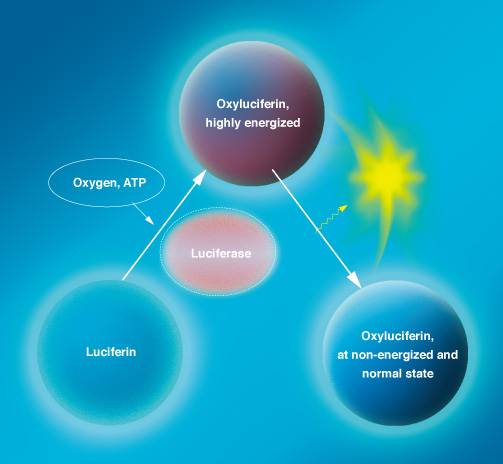 Oxyluciferin,
highly energized
Oxygen, ATP
Luciferase
Luciferin
Oxyluciferin,
at non-energized and
normal state